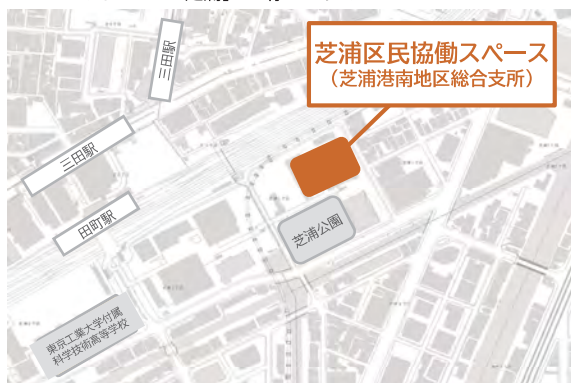 芝浦区民協働スペース
（芝浦港南地区総合支所）
三田駅
三田駅
田町駅
芝浦公園
東京工業大学付属
科学技術高等学校